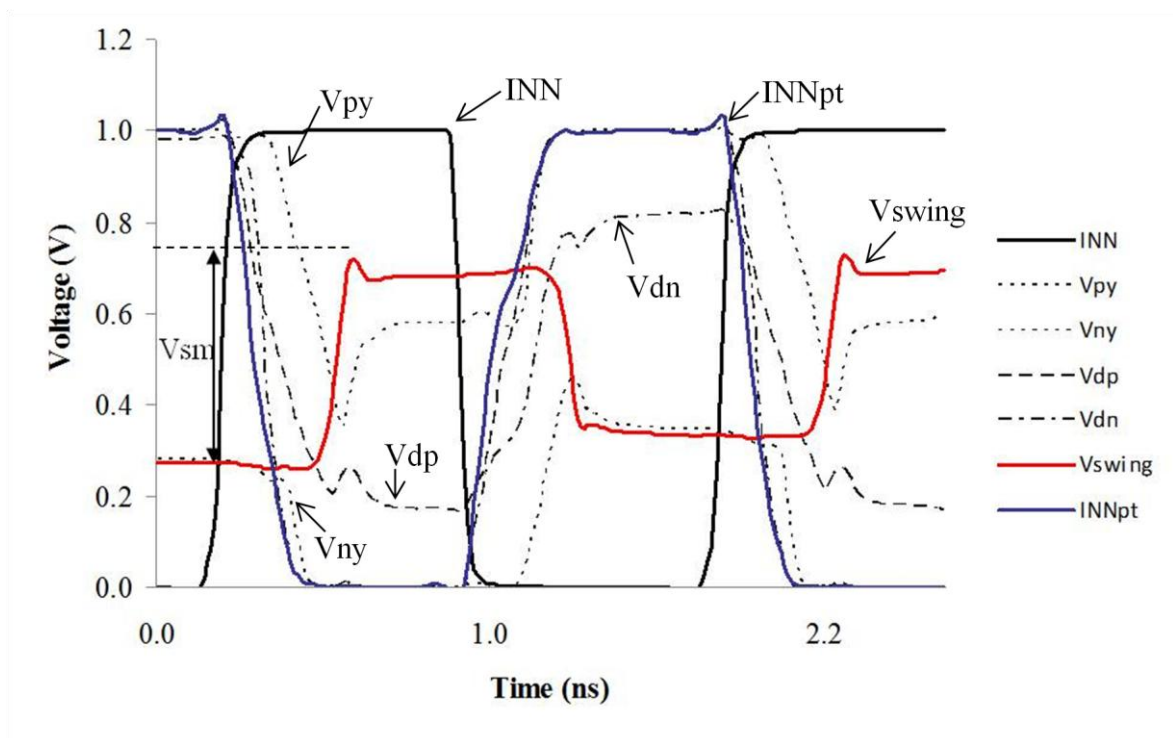 1.2
1.0
0.8
0.6
0.4
0.2
0.0
Voltage (V)
Vpy
INN
INNpt
Vswing
Vdn
Vsm
Vdp
Vny
0.0
1.0
2.2
Time (ns)
INN
Vpy
Vny
Vdp
Vdn
Vswing
INNpt